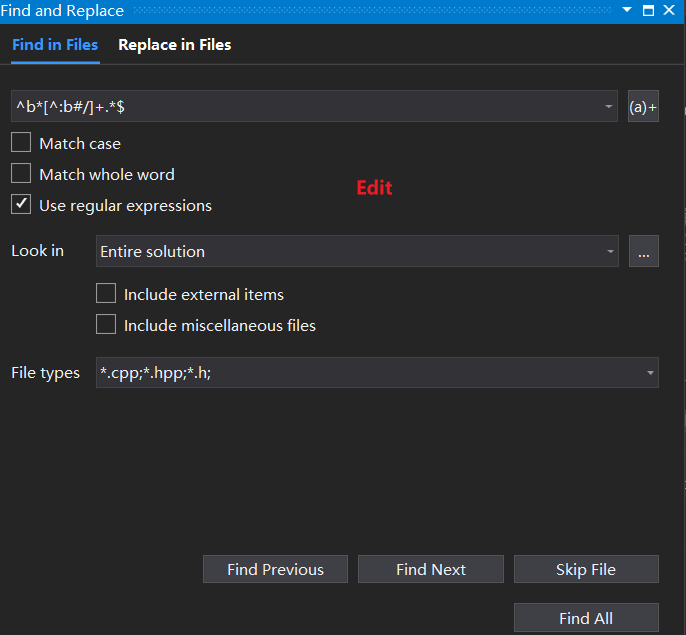 Find and Replace
Find in Files Replace in Files
^b*[^:b#/]+.*$
(a)+
Match case
Match whole word
Edit
Use regular expressions
Look in Entire solution ...
Include external items
Include miscellaneous files
File types *.cpp;*.hpp;*.h;
Find Previous Find Next Skip File
Find All